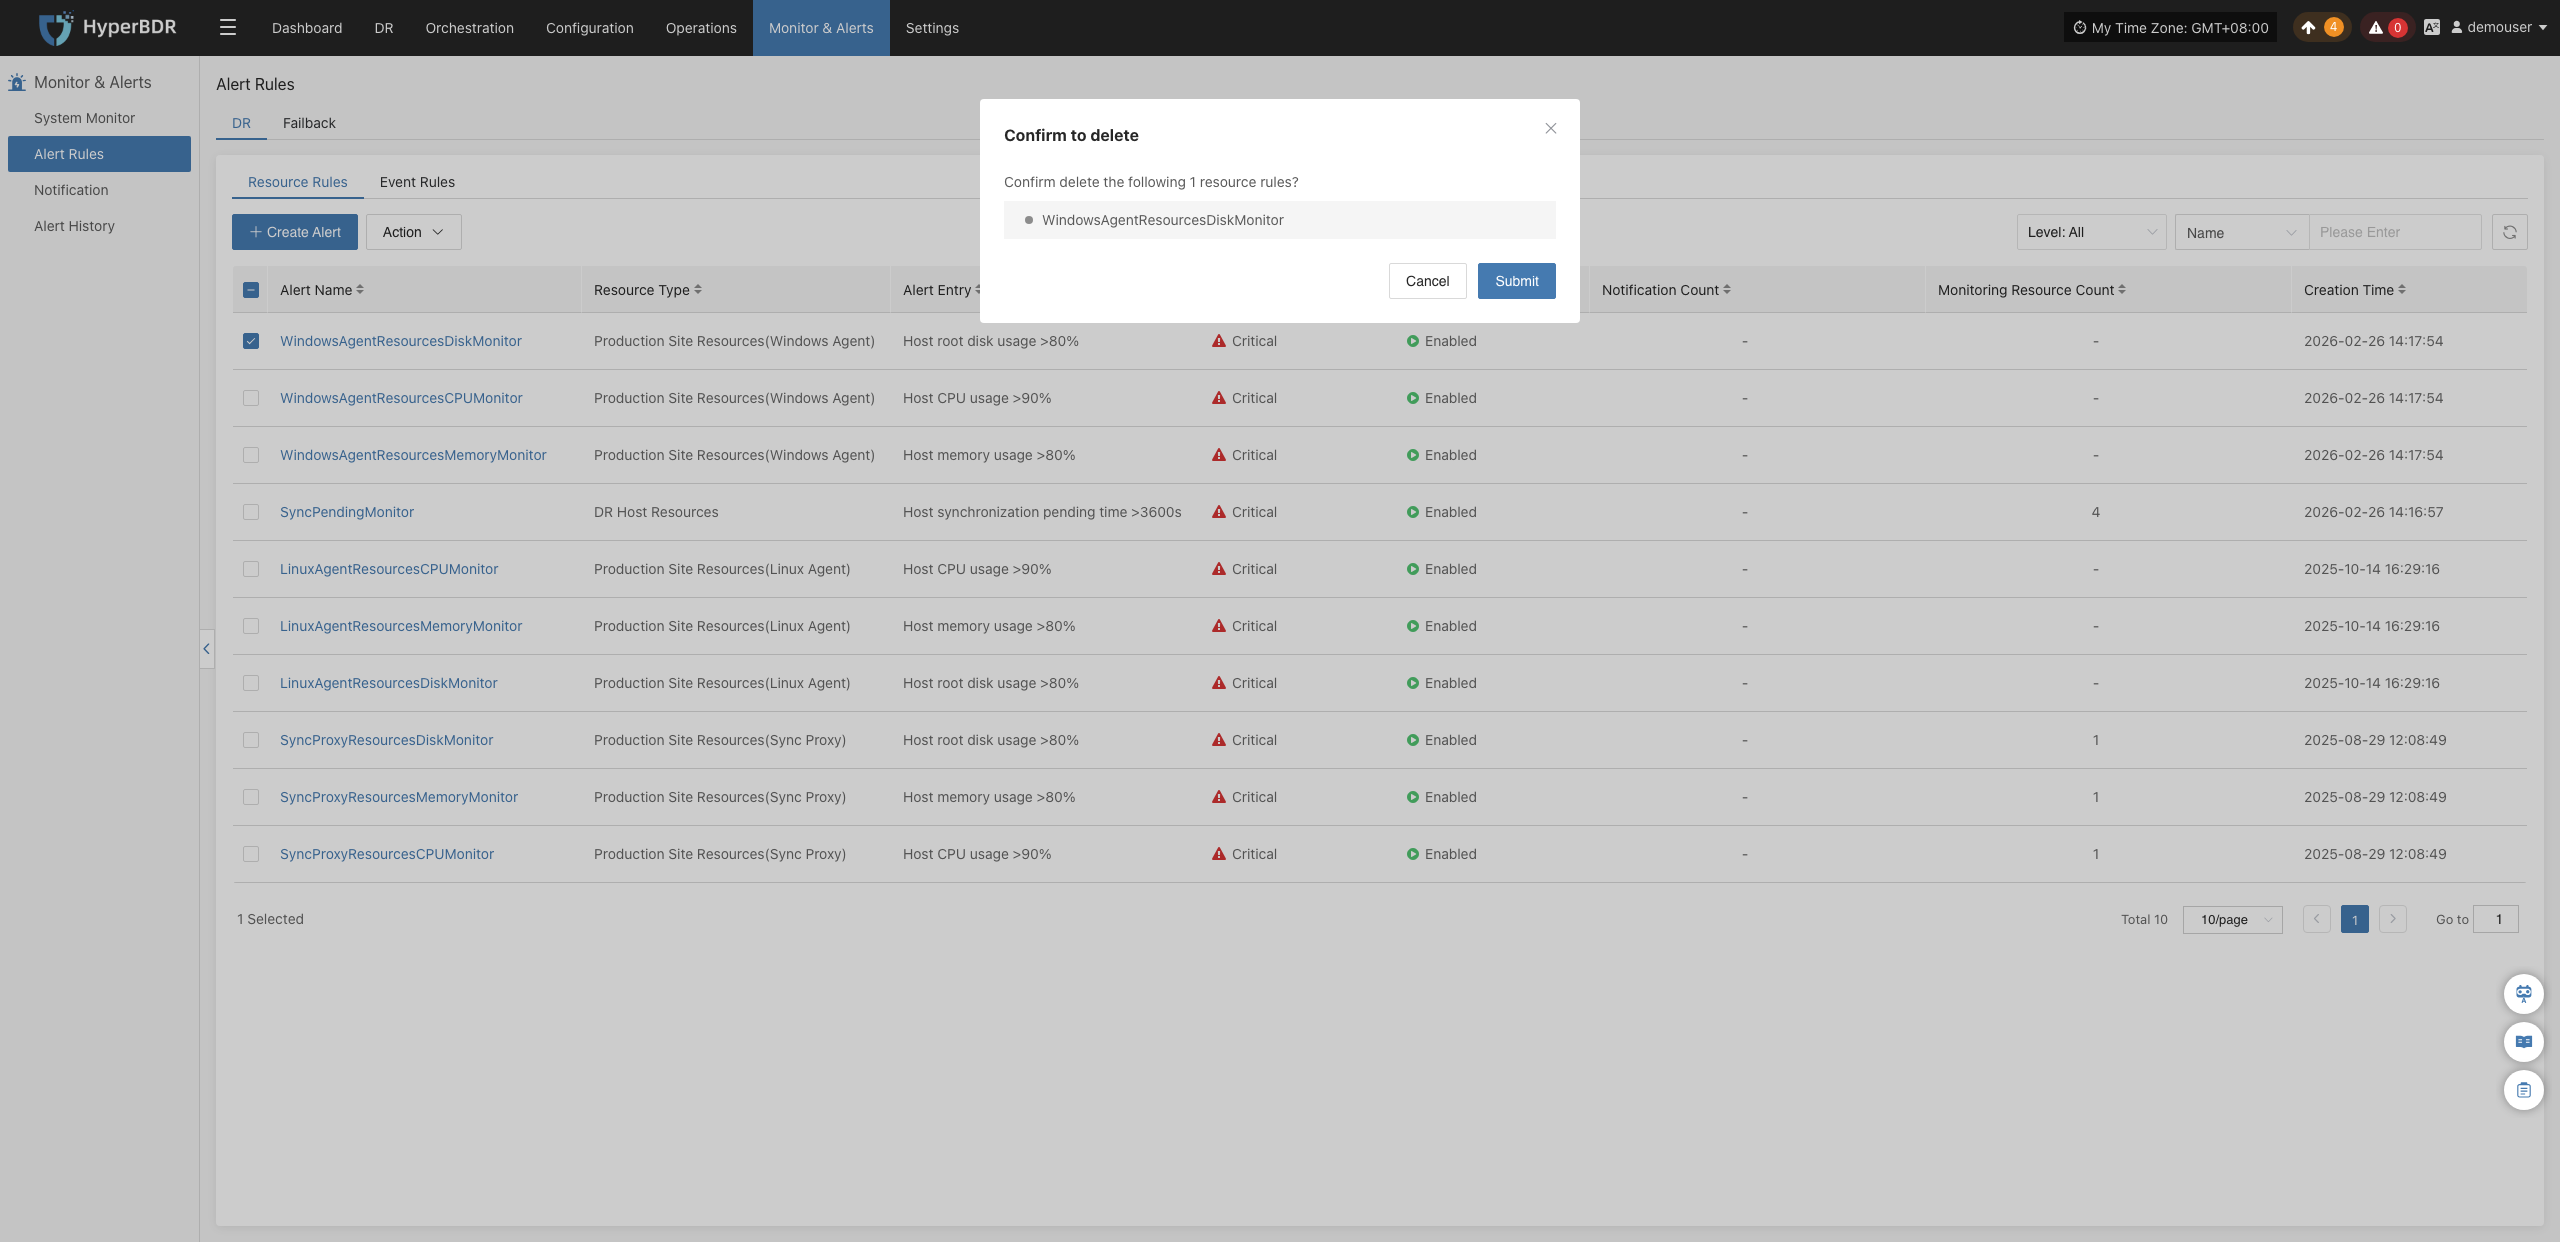 HyperBDR
Dashboard DR Orchestration Configuration Operations Monitor & Alerts Settings
My Time Zone: GMT+08:00 4 0 demouser
Monitor & Alerts
System Monitor
Alert Rules
Notification
Alert History
Alert Rules
DR Failback
Resource Rules Event Rules
Create Alert Action
Level: All Name Please Enter
Confirm to delete
Confirm delete the following 1 resource rules?
WindowsAgentResourcesDiskMonitor
Cancel Submit
Alert Name Resource Type Alert Entry Notification Count Monitoring Resource Count Creation Time
WindowsAgentResourcesDiskMonitor Production Site Resources(Windows Agent) Host root disk usage >80% Critical Enabled - - 2026-02-26 14:17:54
WindowsAgentResourcesCPUMonitor Production Site Resources(Windows Agent) Host CPU usage >90% Critical Enabled - - 2026-02-26 14:17:54
WindowsAgentResourcesMemoryMonitor Production Site Resources(Windows Agent) Host memory usage >80% Critical Enabled - - 2026-02-26 14:17:54
SyncPendingMonitor DR Host Resources Host synchronization pending time >3600s Critical Enabled - 4 2026-02-26 14:16:57
LinuxAgentResourcesCPUMonitor Production Site Resources(Linux Agent) Host CPU usage >90% Critical Enabled - - 2025-10-14 16:29:16
LinuxAgentResourcesMemoryMonitor Production Site Resources(Linux Agent) Host memory usage >80% Critical Enabled - - 2025-10-14 16:29:16
LinuxAgentResourcesDiskMonitor Production Site Resources(Linux Agent) Host root disk usage >80% Critical Enabled - - 2025-10-14 16:29:16
SyncProxyResourcesDiskMonitor Production Site Resources(Sync Proxy) Host root disk usage >80% Critical Enabled - 1 2025-08-29 12:08:49
SyncProxyResourcesMemoryMonitor Production Site Resources(Sync Proxy) Host memory usage >80% Critical Enabled - 1 2025-08-29 12:08:49
SyncProxyResourcesCPUMonitor Production Site Resources(Sync Proxy) Host CPU usage >90% Critical Enabled - 1 2025-08-29 12:08:49
1 Selected
Total 10 10/page 1 Go to 1